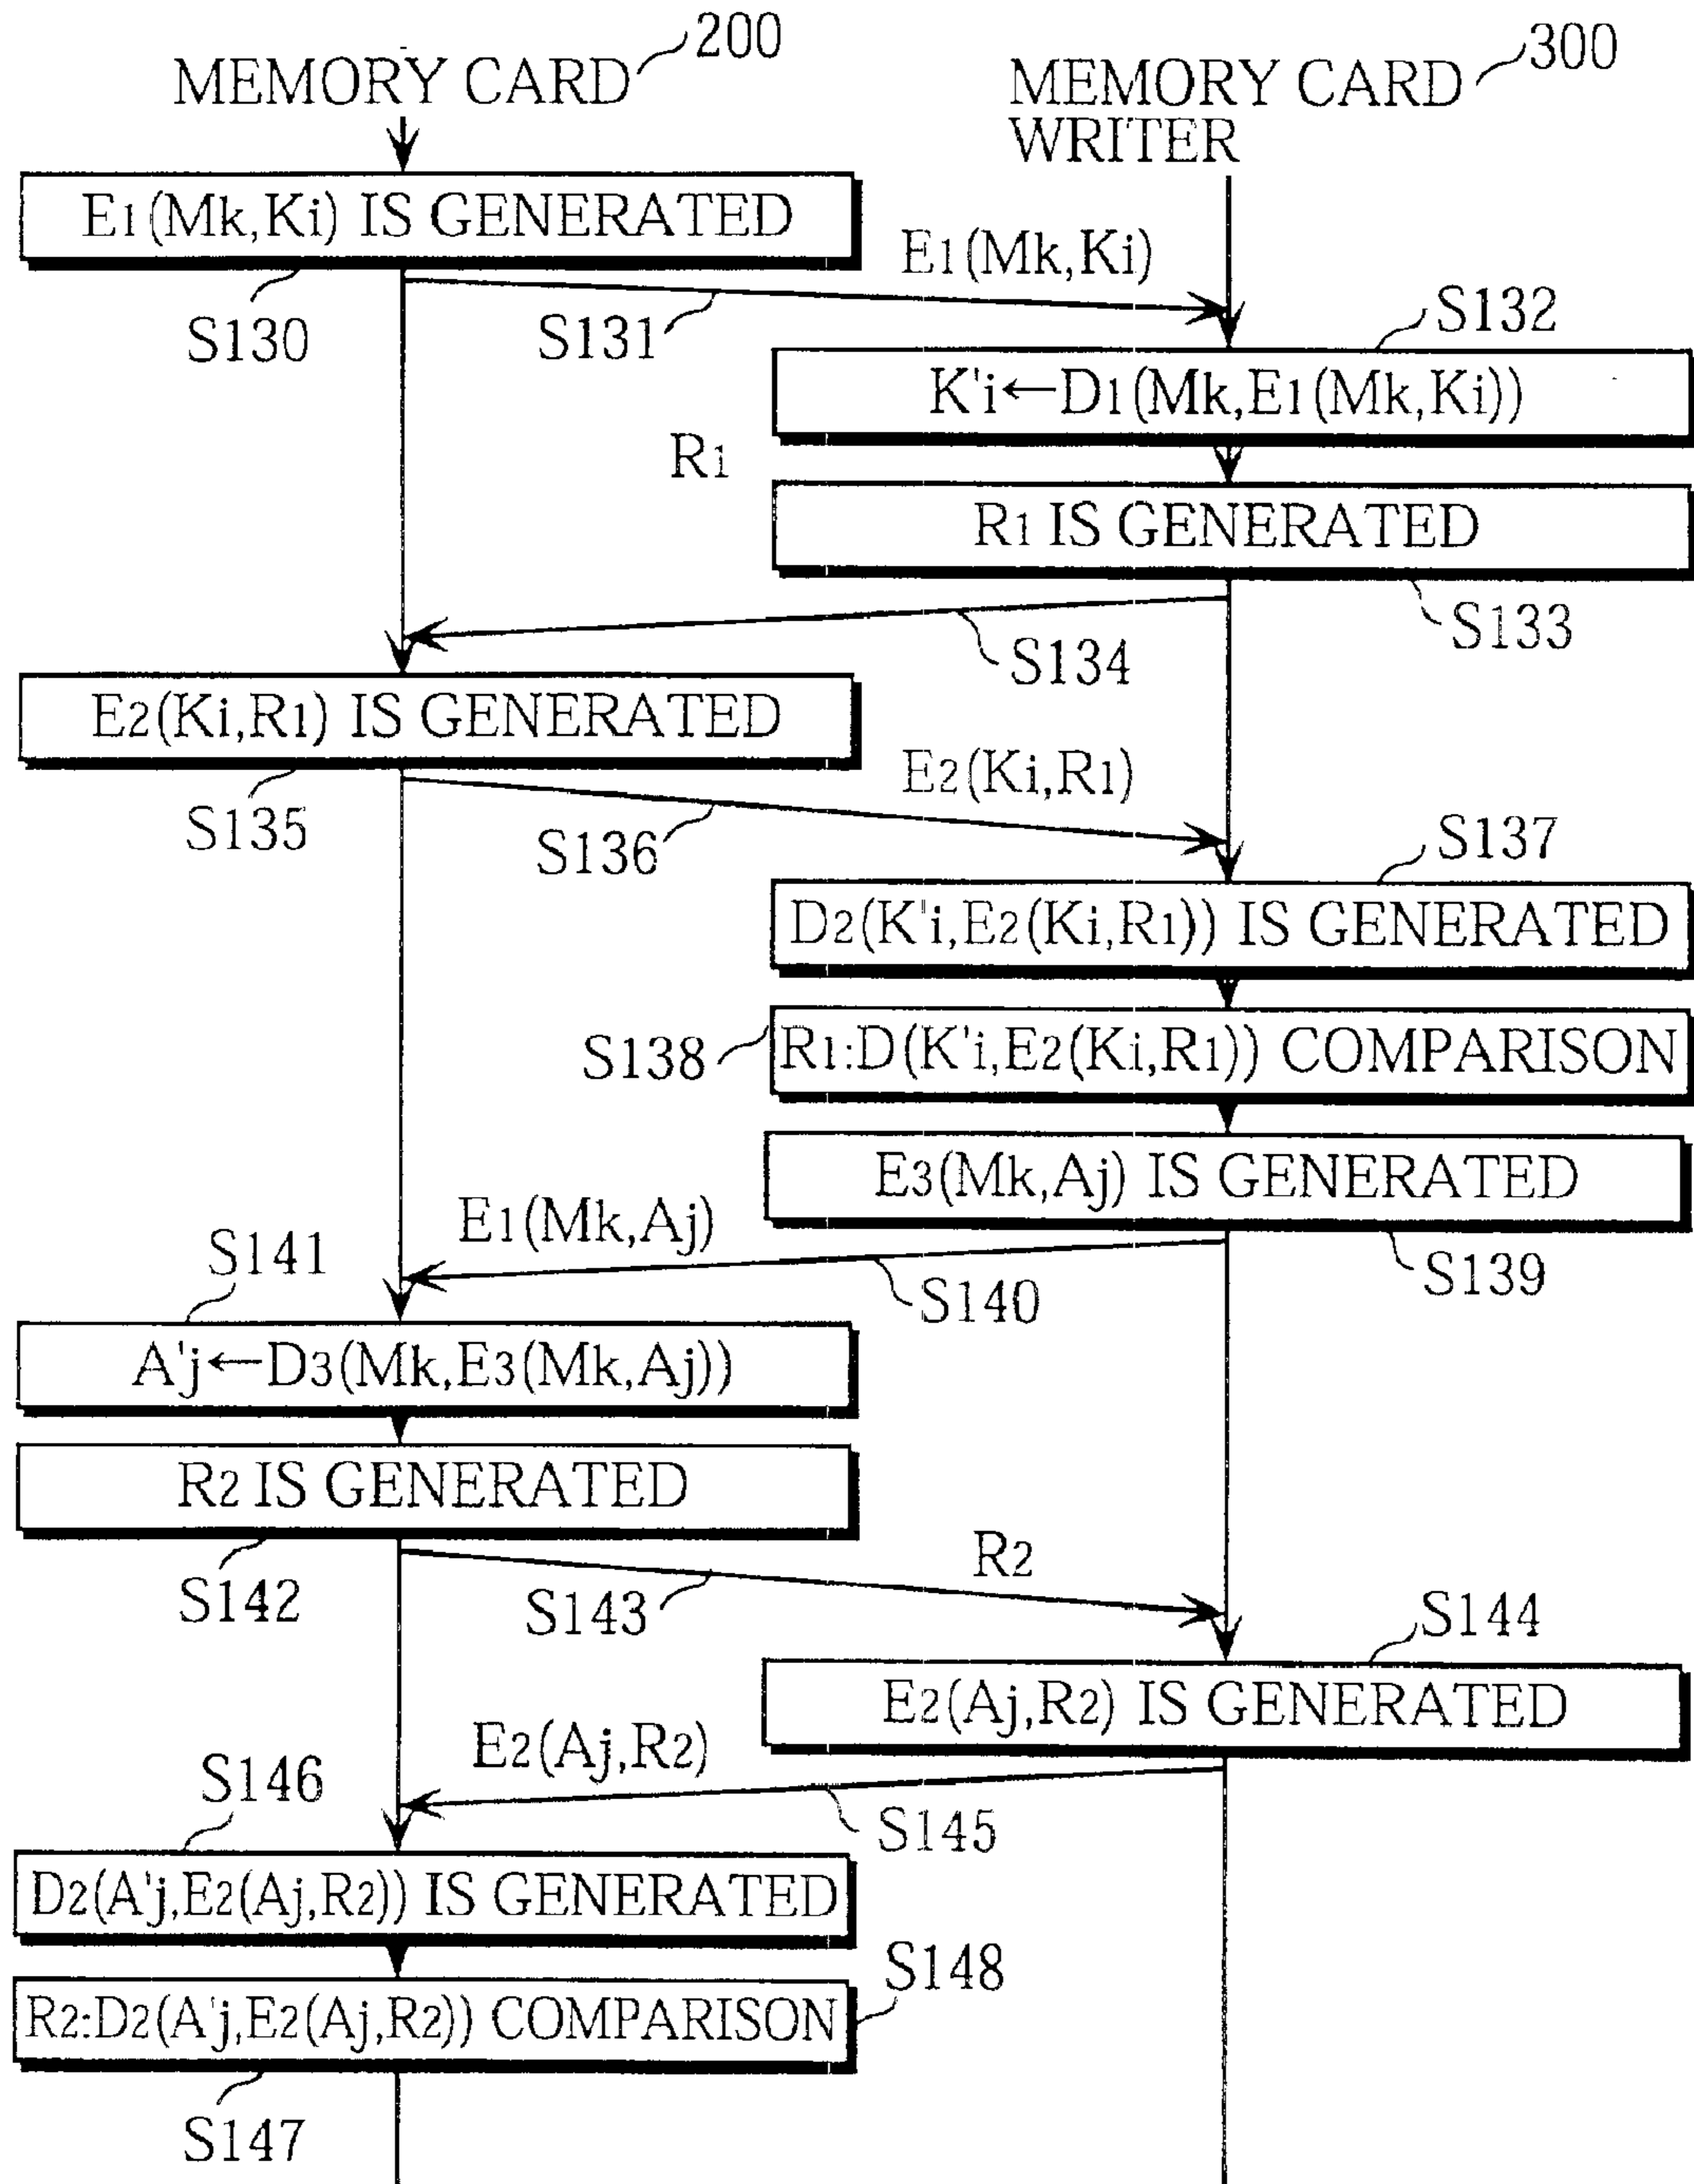 200
MEMORY CARD
300
MEMORY CARD
WRITER
E1(Mk,Ki) IS GENERATED
E1(Mk,Ki)
S130
S131
S132
K'i←D1(Mk,E1(Mk,Ki))
R1
R1 IS GENERATED
S133
S134
E2(Ki,R1) IS GENERATED
E2(Ki,R1)
S135
S136
S137
D2(K'i,E2(Ki,R1)) IS GENERATED
S138
R1:D(K'i,E2(Ki,R1)) COMPARISON
E3(Mk,Aj) IS GENERATED
E1(Mk,Aj)
S139
S140
S141
A'j←D3(Mk,E3(Mk,Aj))
R2 IS GENERATED
R2
S142
S143
S144
E2(Aj,R2) IS GENERATED
E2(Aj,R2)
S145
S146
D2(A'j,E2(Aj,R2)) IS GENERATED
S148
R2:D2(A'j,E2(Aj,R2)) COMPARISON
S147